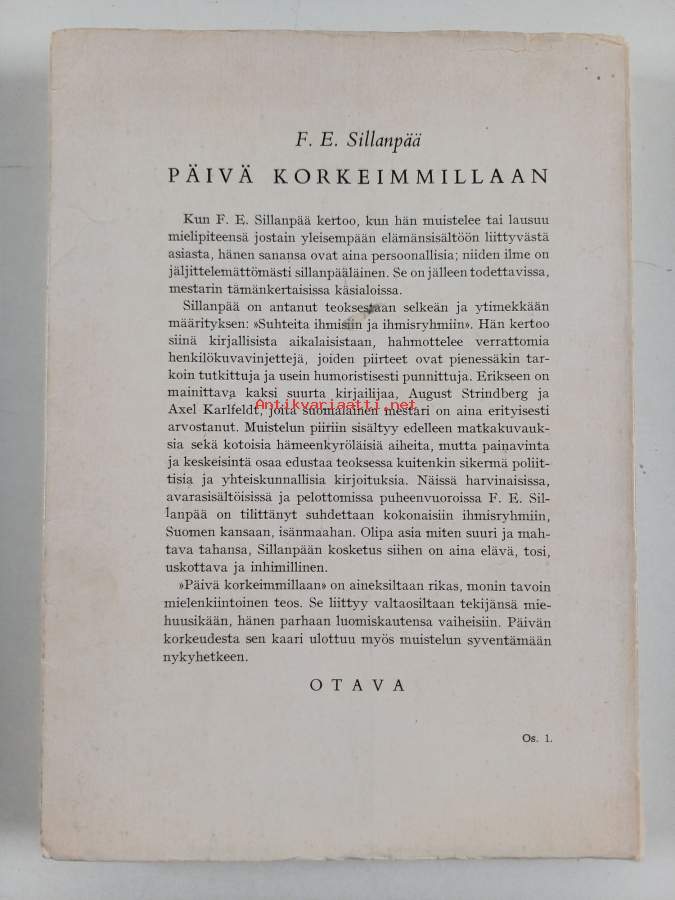 F. E. Sillanpää
PÄIVÄ KORKEIMMILLAAN
Kun F. E. Sillanpää kertoo, kun hän muistelee tai lausuu
mielipiteensä jostain yleisempään elämänsisältöön liittyvästä
asiasta, hänen sanansa ovat aina persoonallisia; niiden ilme on
jäljittelemättömästi sillanpääläinen. Se on jälleen todettavissa,
mestarin tämänkertaisissa käsialoissa.
Sillanpää on antanut teoksestaan selkeän ja ytimekkään
määrityksen: »Suhteita ihmisiin ja ihmisryhmiin». Hän kertoo
siinä kirjallisista aikalaisistaan, hahmottelee verrattomia
henkilökuvavinjettejä, joiden piirteet ovat pienessäkin tar-
koin tutkittuja ja usein humoristisesti punnittuja. Erikseen on
mainittava kaksi suurta kirjailijaa, August Strindberg ja
Antikvariaatti.net
Axel Karlfeldt, joita suomalainen mestari on aina erityisesti
arvostanut. Muistelun piiriin sisältyy edelleen matkakuvauk-
sia sekä kotoisia hämeenkyröläisiä aiheita, mutta painavinta
ja keskeisintä osaa edustaa teoksessa kuitenkin sikermä poliit-
tisia ja yhteiskunnallisia kirjoituksia. Näissä harvinaisissa,
avarasisältöisissä ja pelottomissa puheenvuoroissa F. E. Sil-
lanpää on tilittänyt suhdettaan kokonaisiin ihmisryhmiin,
Suomen kansaan, isänmaahan. Olipa asia miten suuri ja mah-
tava tahansa, Sillanpään kosketus siihen on aina elävä, tosi,
uskottava ja inhimillinen.
»Päivä korkeimmillaan» on aineksiltaan rikas, monin tavoin
mielenkiintoinen teos. Se liittyy valtaosiltaan tekijänsä mie-
huusikään, hänen parhaan luomiskautensa vaiheisiin. Päivän
korkeudesta sen kaari ulottuu myös muistelun syventämään
nykyhetkeen.
OTAVA
Os. 1.